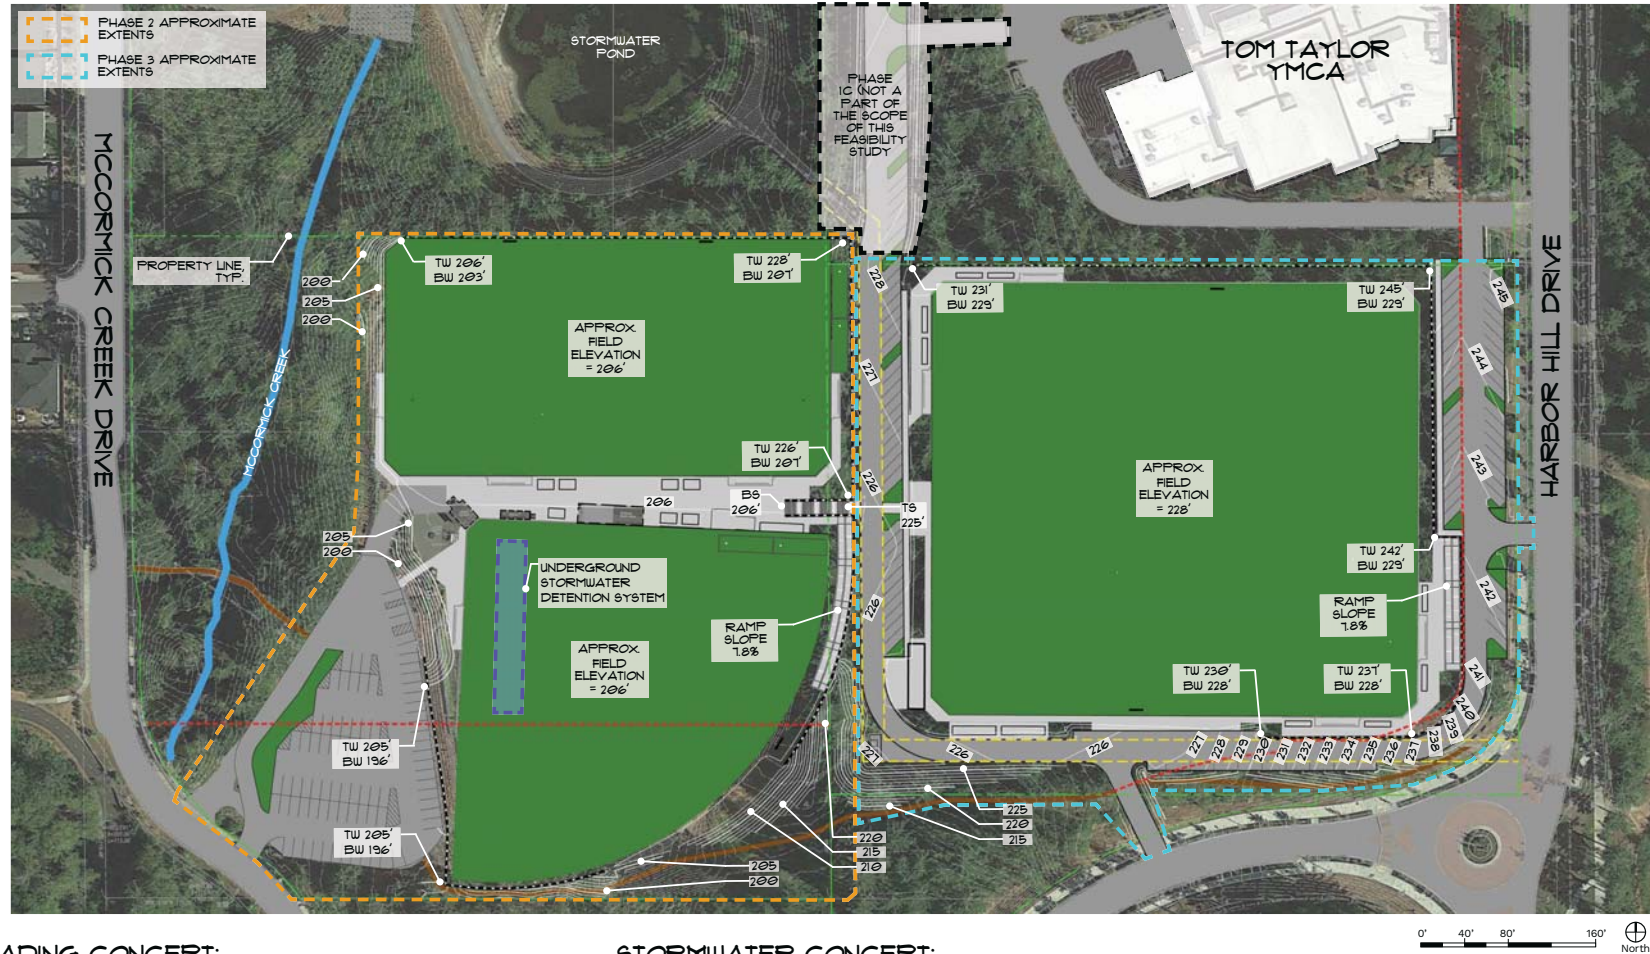 PHASE 2 APPROXIMATE
EXTENTS
PHASE 3 APPROXIMATE
EXTENTS
STORMWATER
POND
PHASE
1C (NOT A
PART OF
THE SCOPE
OF THIS
FEASIBILITY
STUDY
TOM TAYLOR
YMCA
MCCORMICK CREEK DRIVE
MCCORMICK CREEK
HARBOR HILL DRIVE
PROPERTY LINE,
TYP.
200
205
200
TW 206'
BW 203'
TW 228'
BW 207'
228
TW 231'
BW 229'
TW 245'
BW 229'
245
APPROX.
FIELD
ELEVATION
= 206'
227
244
TW 226'
BW 207'
226
243
APPROX.
FIELD
ELEVATION
= 228'
BS
206'
206
TS
225'
205
200
TW 242'
BW 229'
UNDERGROUND
STORMWATER
DETENTION SYSTEM
226
242
RAMP
SLOPE
7.8%
RAMP
SLOPE
7.8%
APPROX.
FIELD
ELEVATION
= 206'
TW 230'
BW 228'
TW 237'
BW 228'
241
240
239
238
237
236
235
234
233
232
231
230
229
228
227
226
226
227
TW 205'
BW 196'
225
220
215
TW 205'
BW 196'
220
215
210
205
200
0' 40' 80' 160'
North
ADING CONCEPT:
STORMWATER CONCEPT: